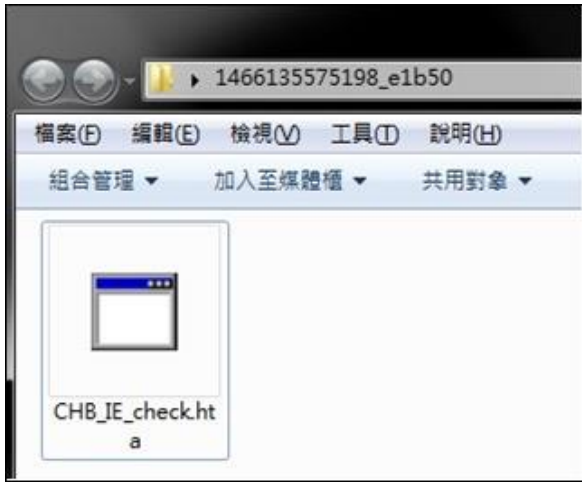 1466135575198_e1b50
檔案(F) 編輯(E) 檢視(V) 工具(T) 說明(H)
組合管理 加入至媒體櫃 共用對象
CHB_IE_check.ht
a